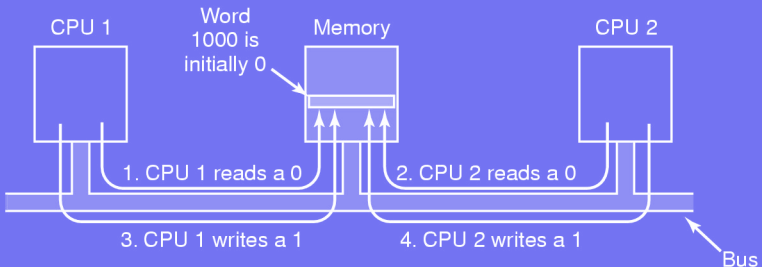 CPU 1
Word
1000 is
initially 0
Memory
CPU 2
1. CPU 1 reads a 0
2. CPU 2 reads a 0
3. CPU 1 writes a 1
4. CPU 2 writes a 1
Bus